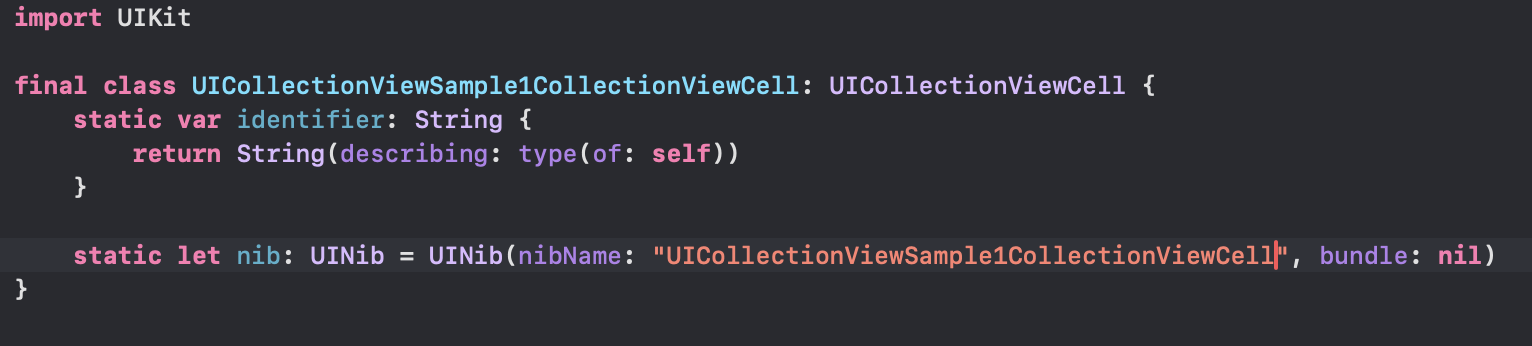 import UIKit
final class UICollectionViewSample1CollectionViewCell: UICollectionViewCell {
static var identifier: String {
return String(describing: type(of: self))
}
static let nib: UINib = UINib(nibName: "UICollectionViewSample1CollectionViewCell", bundle: nil)
}